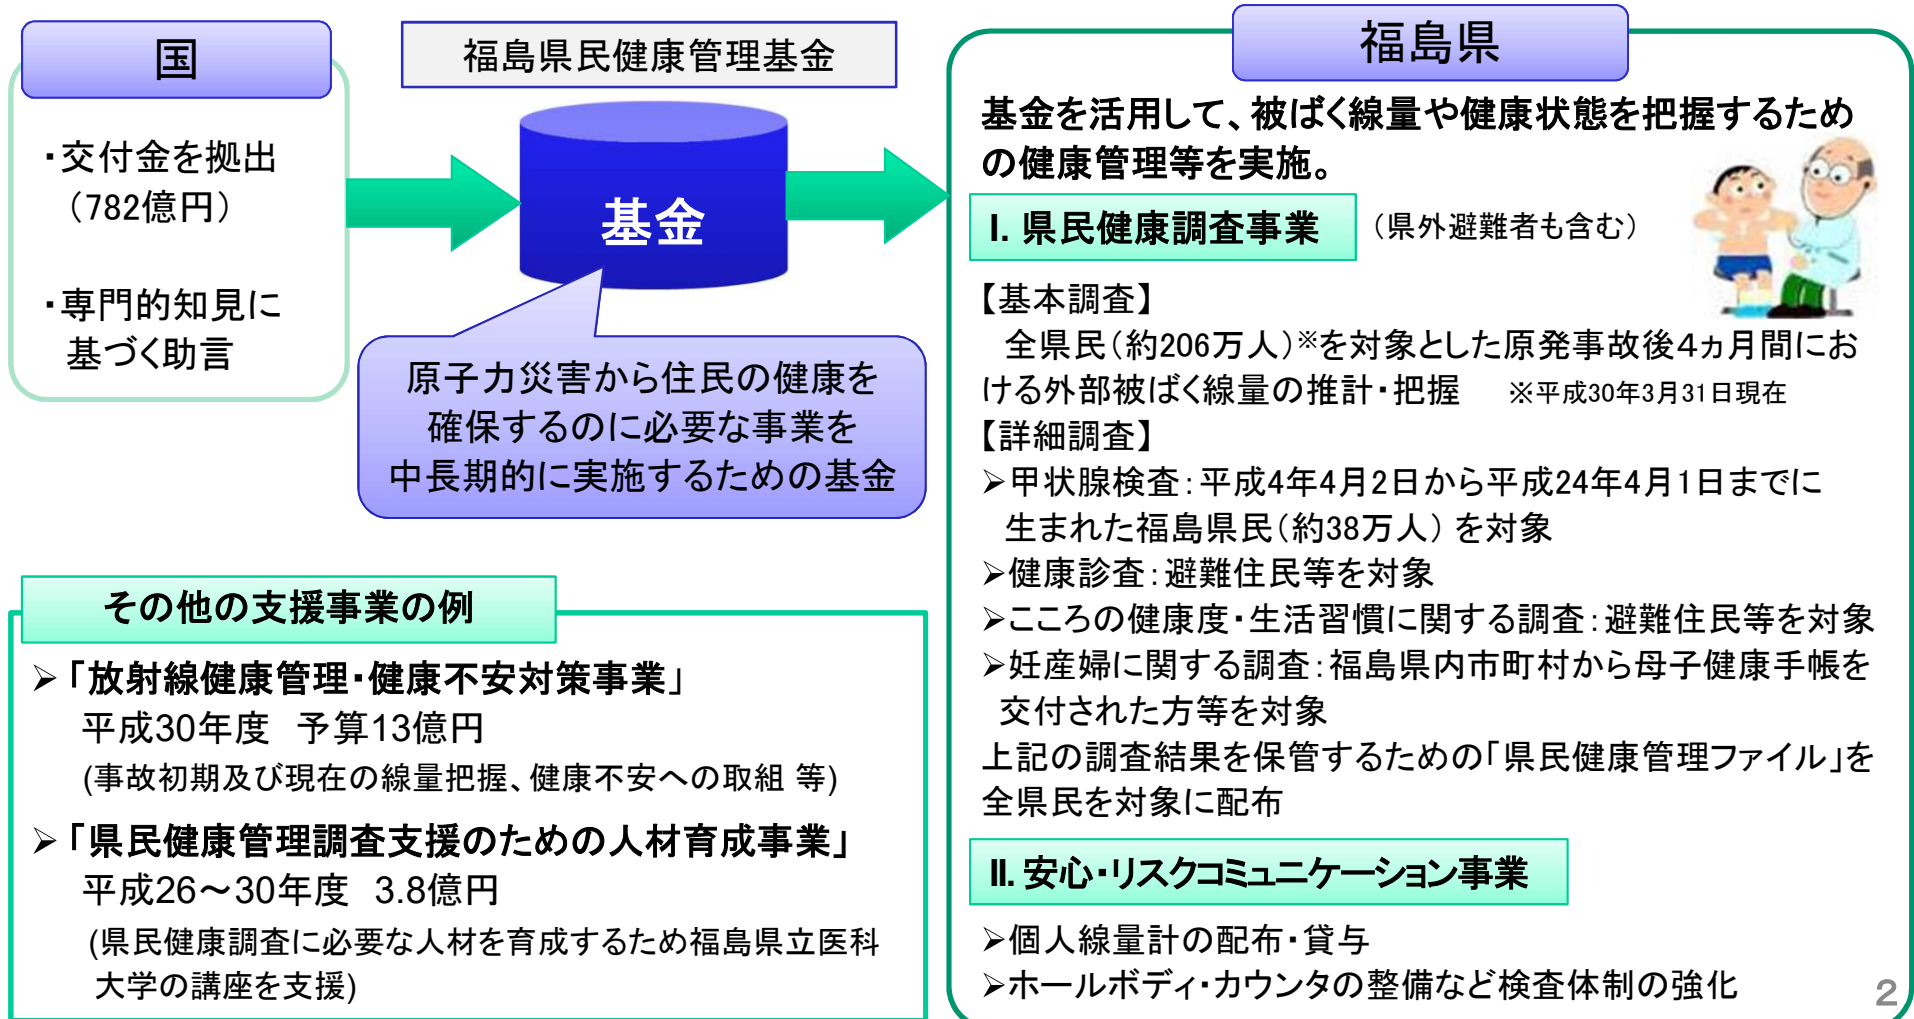 国
・交付金を拠出
（782億円）
・専門的知見に
基づく助言
福島県民健康管理基金
基金
原子力災害から住民の健康を
確保するのに必要な事業を
中長期的に実施するための基金
その他の支援事業の例
➢「放射線健康管理・健康不安対策事業」
平成30年度 予算13億円
(事故初期及び現在の線量把握、健康不安への取組 等)
➢「県民健康管理調査支援のための人材育成事業」
平成26～30年度 3.8億円
(県民健康調査に必要な人材を育成するため福島県立医科
大学の講座を支援)
福島県
基金を活用して、被ばく線量や健康状態を把握するため
の健康管理等を実施。
Ⅰ. 県民健康調査事業 （県外避難者も含む）
【基本調査】
全県民（約206万人）※を対象とした原発事故後４ヵ月間にお
ける外部被ばく線量の推計・把握 ※平成30年3月31日現在
【詳細調査】
➢甲状腺検査：平成4年4月2日から平成24年4月1日までに
生まれた福島県民（約38万人）を対象
➢健康診査：避難住民等を対象
➢こころの健康度・生活習慣に関する調査：避難住民等を対象
➢妊産婦に関する調査：福島県内市町村から母子健康手帳を
交付された方等を対象
上記の調査結果を保管するための「県民健康管理ファイル」を
全県民を対象に配布
Ⅱ. 安心・リスクコミュニケーション事業
➢個人線量計の配布・貸与
➢ホールボディ・カウンタの整備など検査体制の強化
2